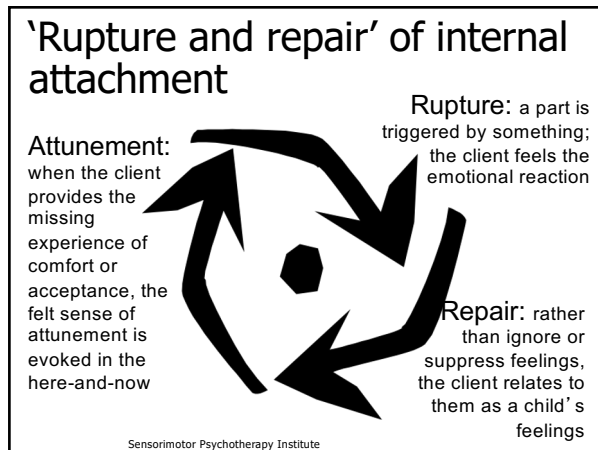 ‘Rupture and repair’ of internal
attachment
Rupture: a part is
triggered by something;
the client feels the
emotional reaction
Attunement:
when the client
provides the
missing
experience of
comfort or
acceptance, the
felt sense of
attunement is
evoked in the
here-and-now
Repair: rather
than ignore or
suppress feelings,
the client relates to
them as a child’s
feelings
Sensorimotor Psychotherapy Institute